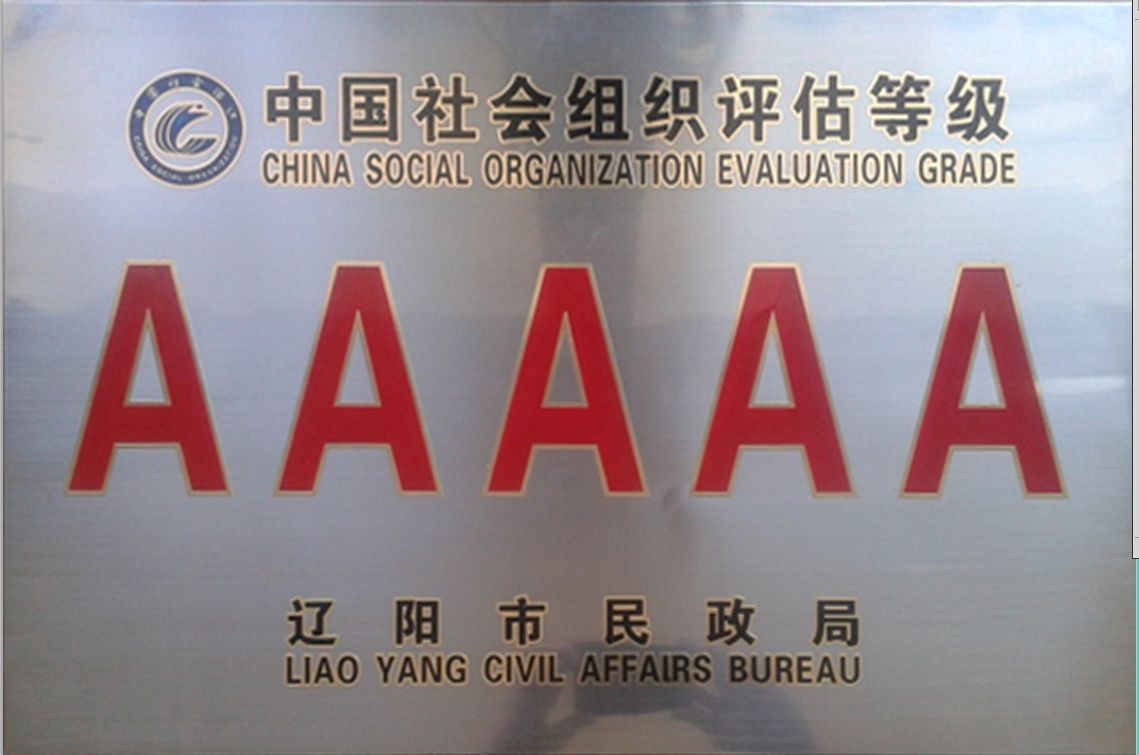 中国社会组织评估等级
CHINA SOCIAL ORGANIZATION EVALUATION GRADE
AAAAA
辽阳市民政局
LIAO YANG CIVIL AFFAIRS BUREAU